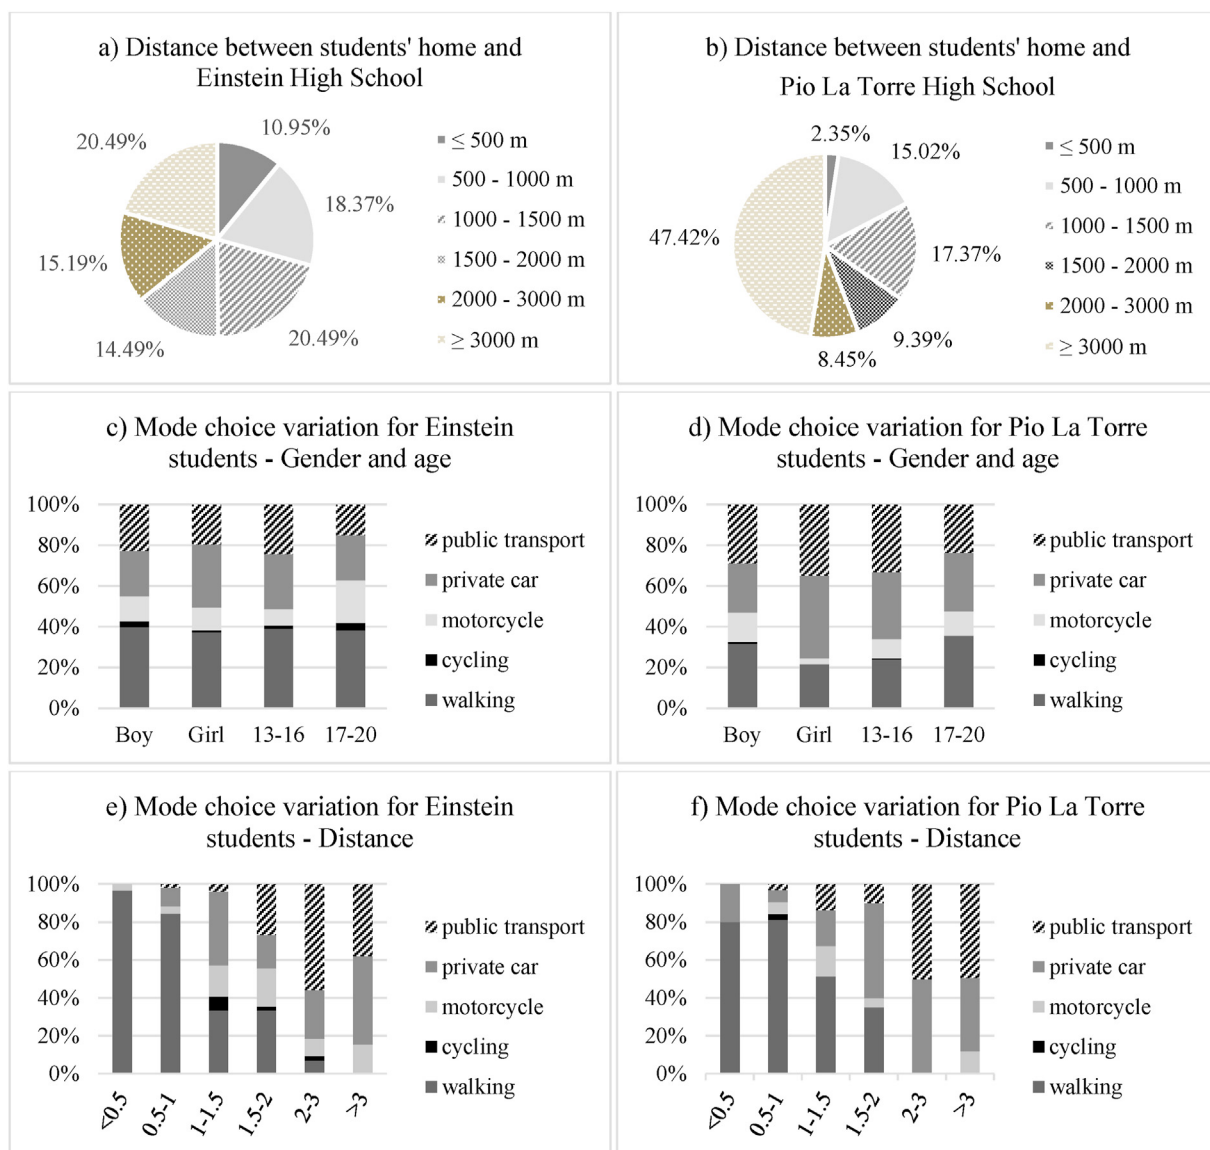 a) Distance between students' home and
Einstein High School
20.49%
10.95%
18.37%
15.19%
14.49%
20.49%
≤ 500 m
500 - 1000 m
1000 - 1500 m
1500 - 2000 m
2000 - 3000 m
≥ 3000 m
b) Distance between students' home and
Pio La Torre High School
2.35%
15.02%
47.42%
17.37%
9.39%
8.45%
≤ 500 m
500 - 1000 m
1000 - 1500 m
1500 - 2000 m
2000 - 3000 m
≥ 3000 m
c) Mode choice variation for Einstein
students - Gender and age
100%
80%
60%
40%
20%
0%
Boy Girl 13-16 17-20
public transport
private car
motorcycle
cycling
walking
d) Mode choice variation for Pio La Torre
students - Gender and age
100%
80%
60%
40%
20%
0%
Boy Girl 13-16 17-20
public transport
private car
motorcycle
cycling
walking
e) Mode choice variation for Einstein
students - Distance
100%
80%
60%
40%
20%
0%
<0.5 0.5-1 1-1.5 1.5-2 2-3 >3
public transport
private car
motorcycle
cycling
walking
f) Mode choice variation for Pio La Torre
students - Distance
100%
80%
60%
40%
20%
0%
<0.5 0.5-1 1-1.5 1.5-2 2-3 >3
public transport
private car
motorcycle
cycling
walking